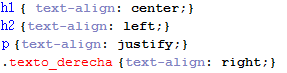 h1 { text-align: center;}
h2 {text-align: left;}
p {text-align: justify;}
.texto_derecha {text-align: right;}